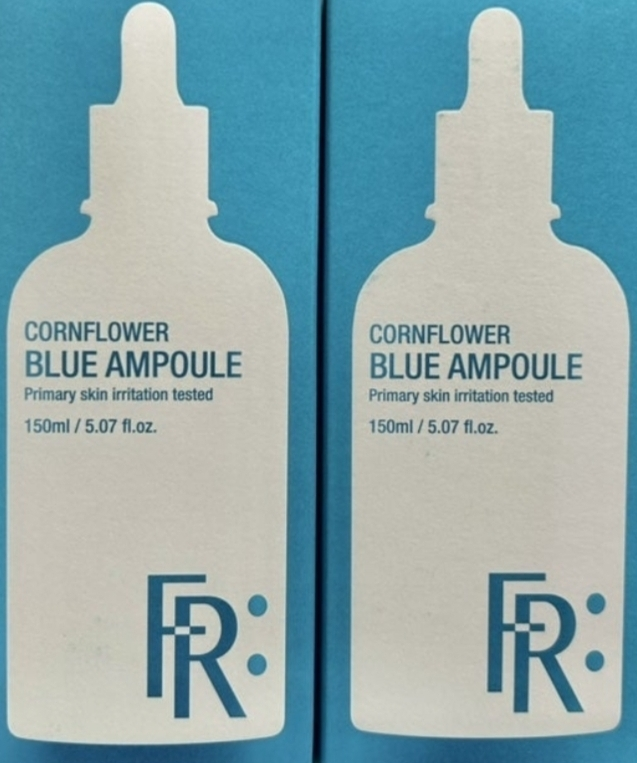 CORNFLOWER
BLUE AMPOULE
Primary skin irritation tested
150ml / 5.07 fl.oz.
FR:
CORNFLOWER
BLUE AMPOULE
Primary skin irritation tested
150ml / 5.07 fl.oz.
FR: